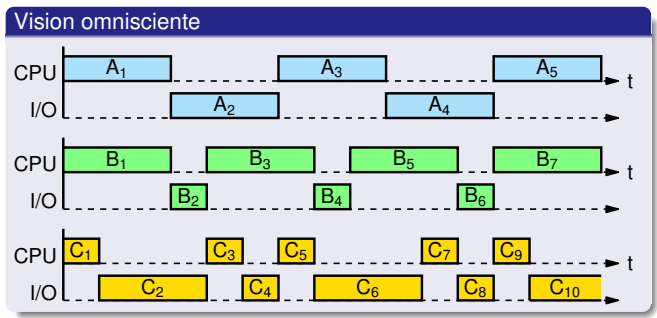 Vision omnisciente
CPU A1 A3 A5 t
I/O A2 A4
CPU B1 B3 B5 B7 t
I/O B2 B4 B6
CPU C1 C3 C5 C7 C9 t
I/O C2 C4 C6 C8 C10